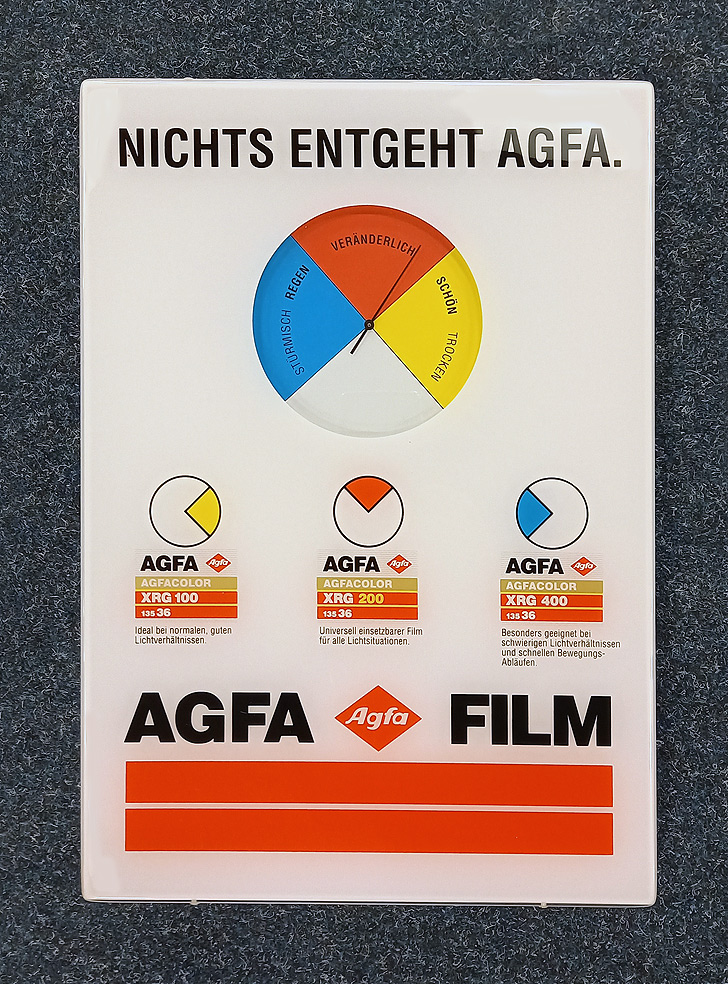 NICHTS ENTGEHT AGFA.
VERÄNDERLICH
STÜRMISCH REGEN
SCHÖN TROCKEN
AGFA Agfa
AGFACOLOR
XRG 100
135 36
Ideal bei normalen, guten
Lichtverhältnissen.
AGFA Agfa
AGFACOLOR
XRG 200
135 36
Universell einsetzbarer Film
für alle Lichtsituationen.
AGFA Agfa
AGFACOLOR
XRG 400
135 36
Besonders geeignet bei
schwierigen Lichtverhältnissen
und schnellen Bewegungs-
Abläufen.
AGFA Agfa FILM